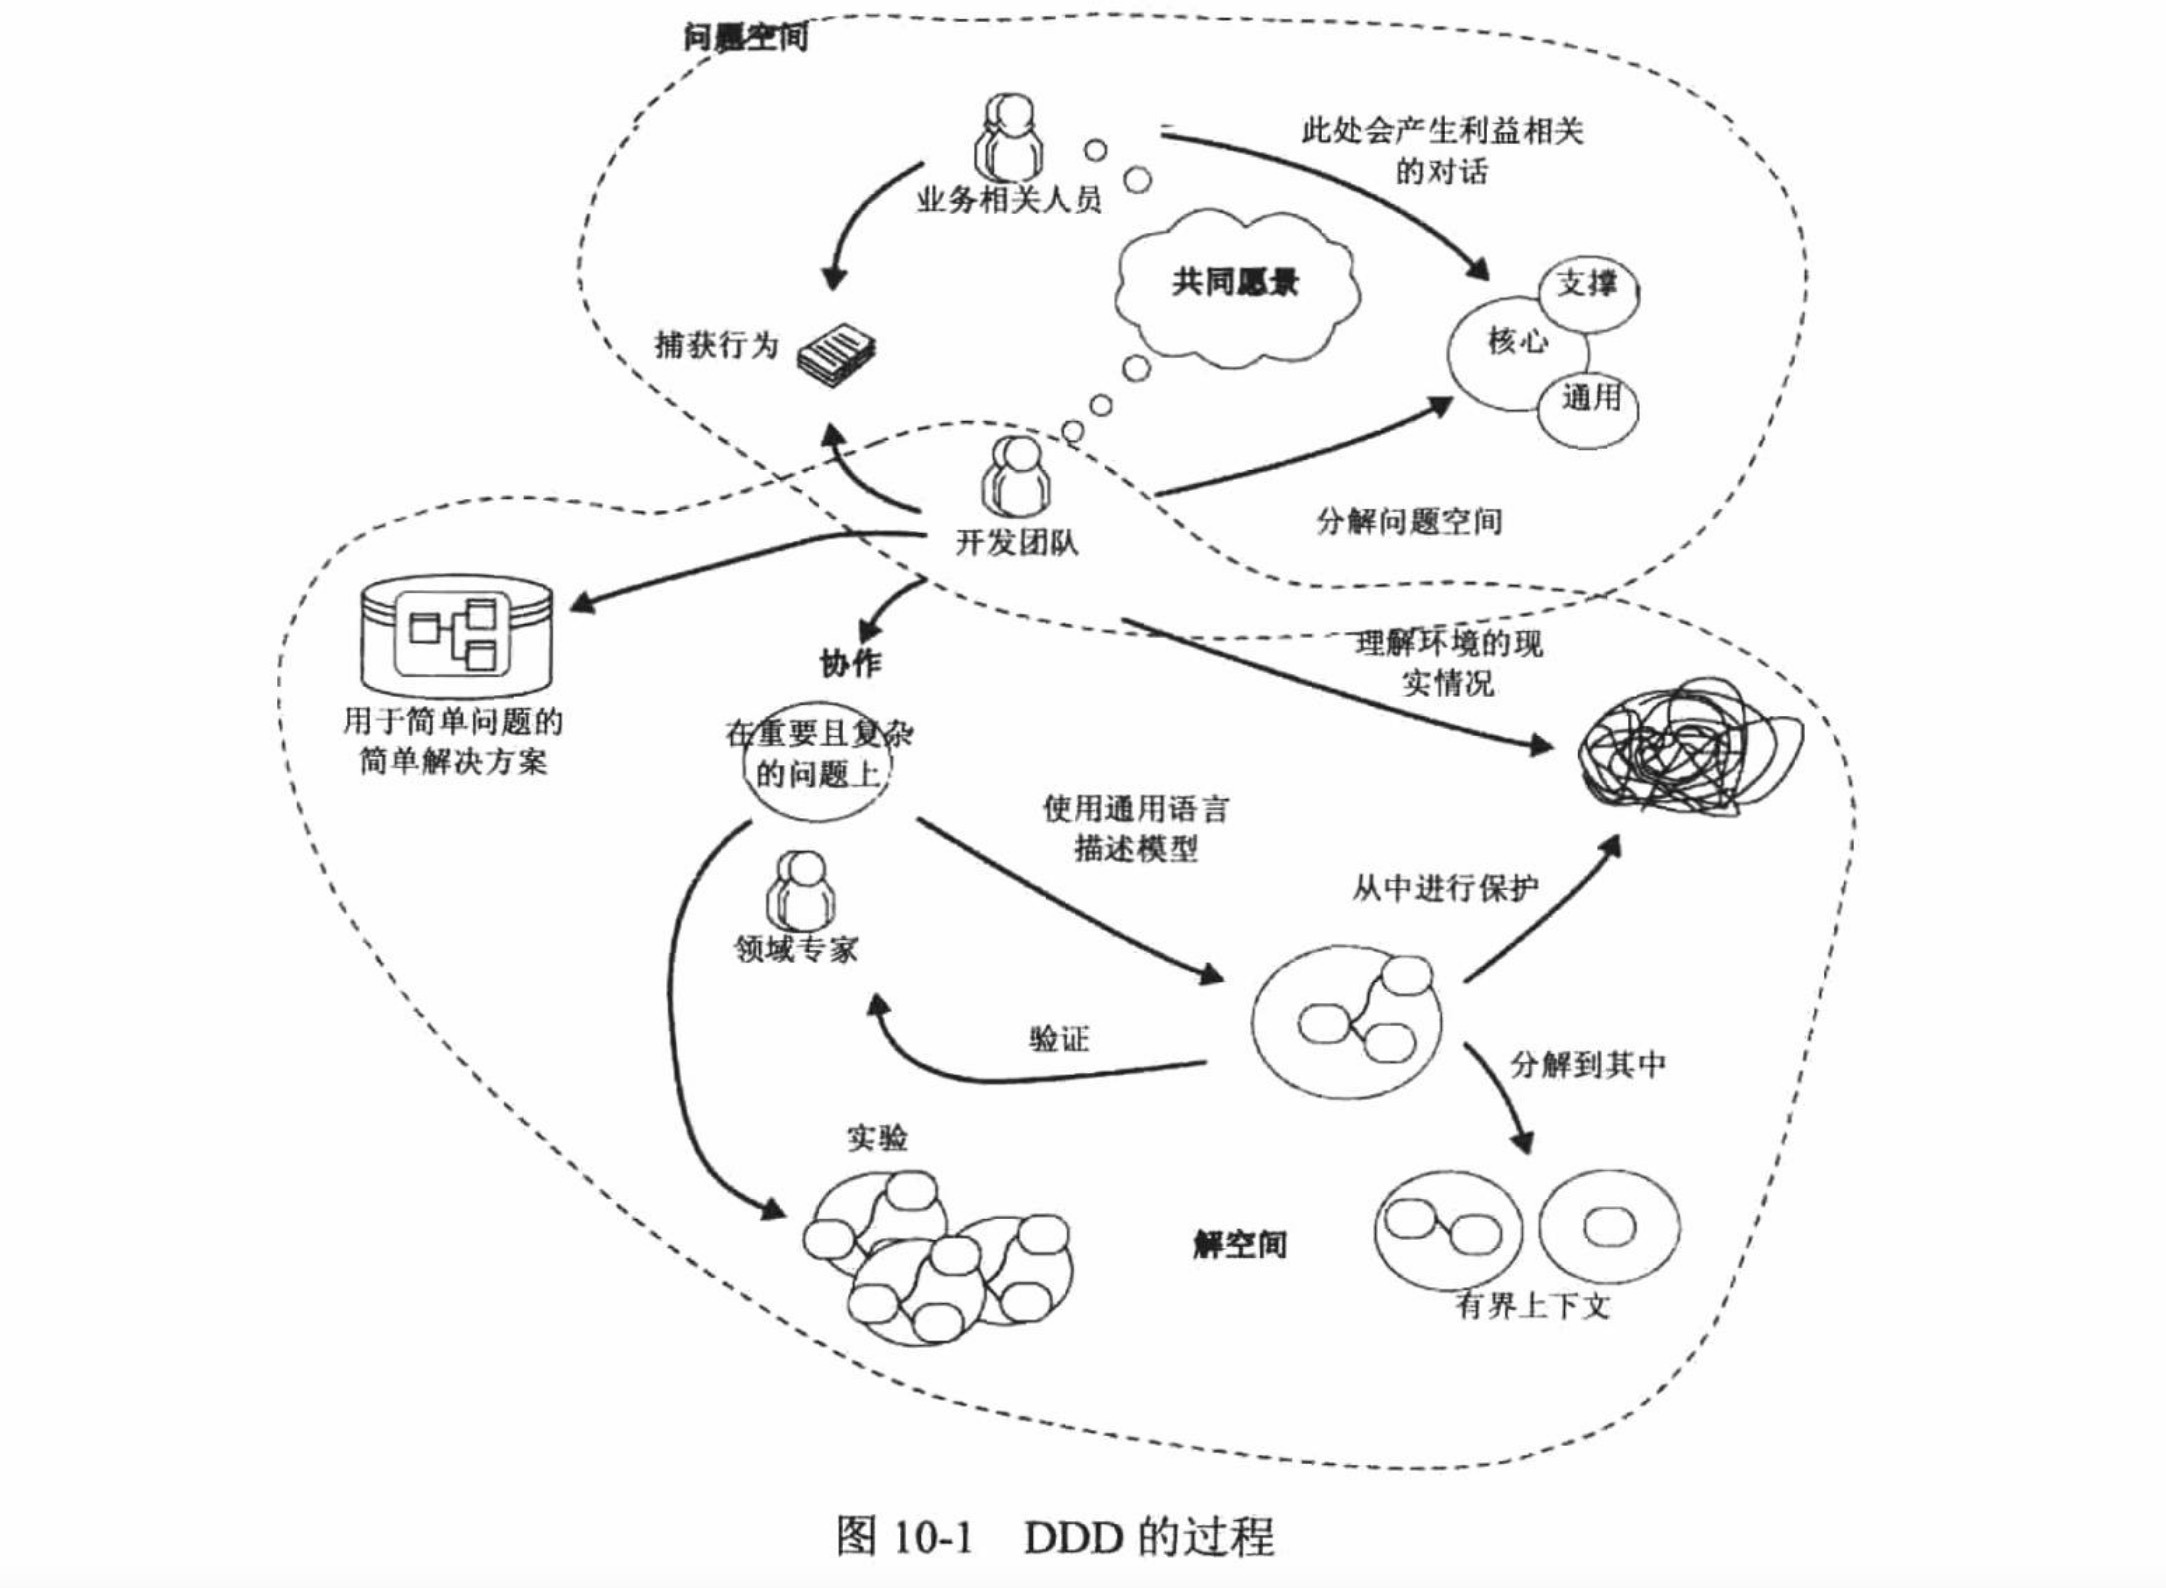 问题空间
此处会产生利益相关
的对话
业务相关人员
共同愿景
支撑
核心
捕获行为
通用
分解问题空间
开发团队
理解环境的现
实情况
协作
用于简单问题的
简单解决方案
在重要且复杂
的问题上
使用通用语言
描述模型
从中进行保护
领域专家
验证
分解到其中
实验
解空间
有界上下文
图 10-1 DDD 的过程